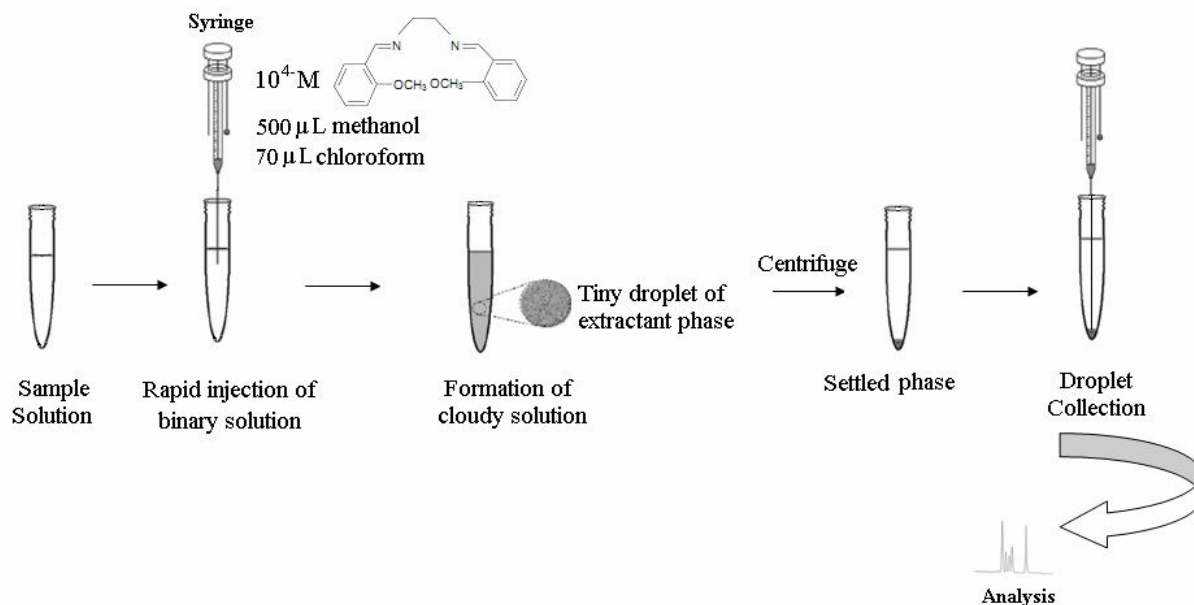 Syringe
10⁴⁻M
N
N
OCH₃ OCH₃
500 μL methanol
70 μL chloroform
Centrifuge
Tiny droplet of
extractant phase
Sample
Solution
Rapid injection of
binary solution
Formation of
cloudy solution
Settled phase
Droplet
Collection
Analysis